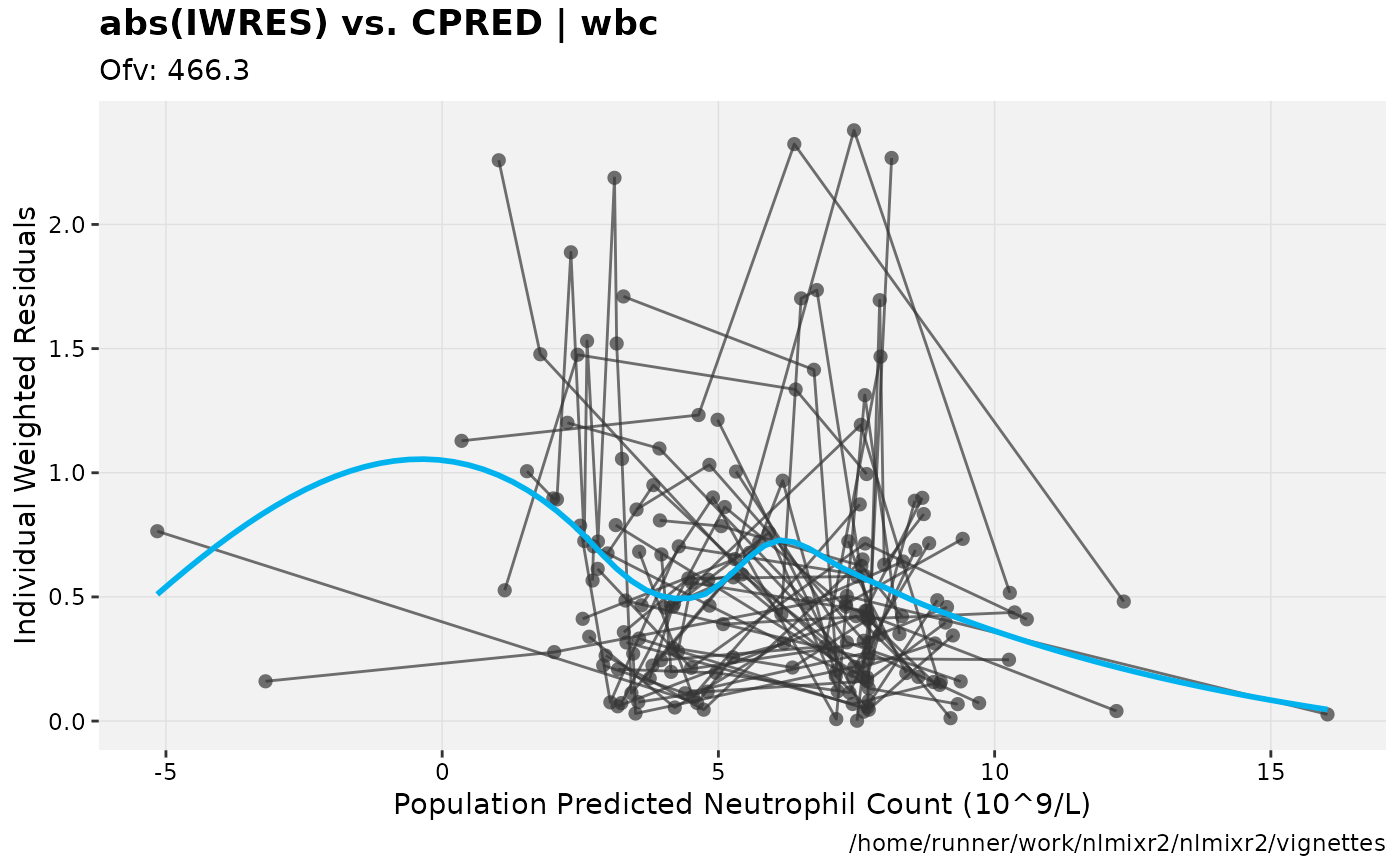 abs(IWRES) vs. CPRED | wbc
Ofv: 466.3
Individual Weighted Residuals
2.0
1.5
1.0
0.5
0.0
-5
0
5
10
15
Population Predicted Neutrophil Count (10^9/L)
/home/runner/work/nlmixr2/nlmixr2/vignettes